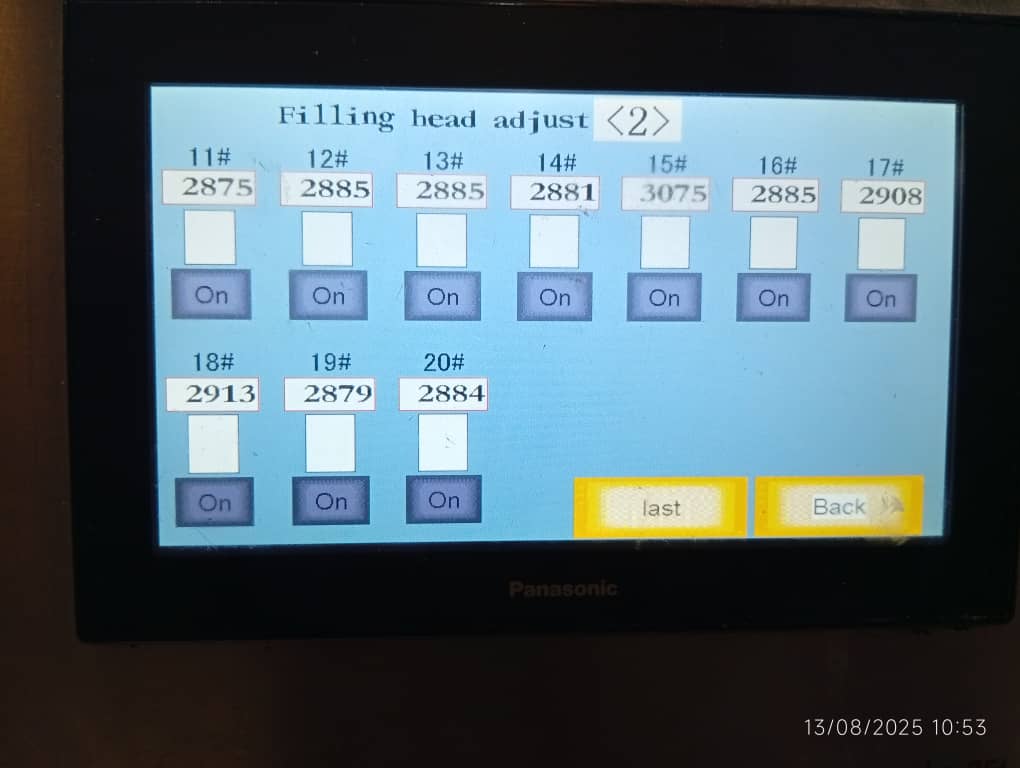 Filling head adjust <2>
11# 12# 13# 14# 15# 16# 17#
2875 2885 2885 2881 3075 2885 2908
On On On On On On On
18# 19# 20#
2913 2879 2884
On On On
last Back
Panasonic
13/08/2025 10:53